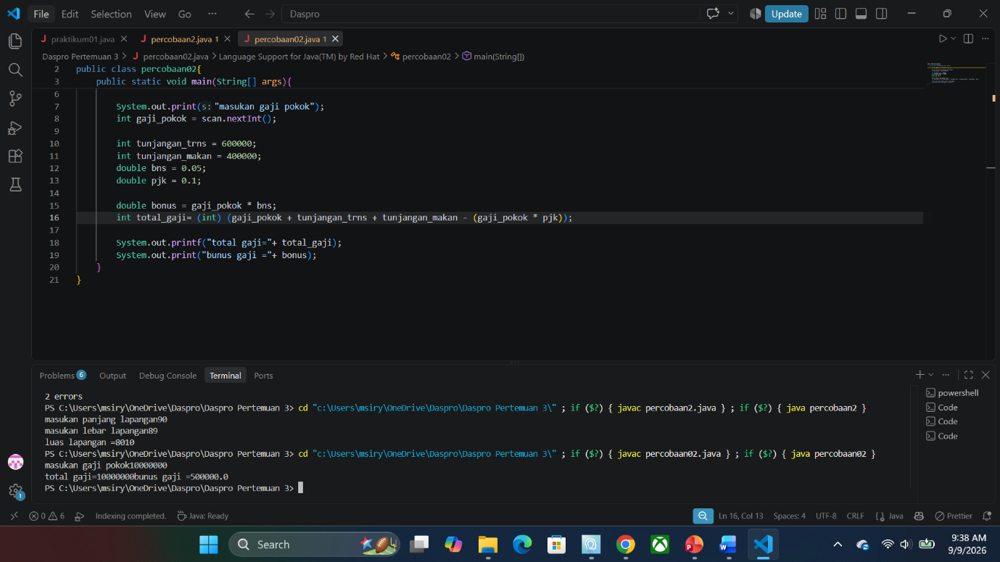 File Edit Selection View Go ··· Daspro Update
praktikum01.java percobaan2.java 1 percobaan02.java 1
Daspro Pertemuan 3 > percobaan02.java > Language Support for Java(TM) by Red Hat > percobaan02 > main(String[])
2 public class percobaan02{
3 public static void main(String[] args){
6
7 System.out.print(s: "masukan gaji pokok");
8 int gaji_pokok = scan.nextInt();
9
10 int tunjangan_trns = 600000;
11 int tunjangan_makan = 400000;
12 double bns = 0.05;
13 double pjk = 0.1;
14
15 double bonus = gaji_pokok * bns;
16 int total_gaji= (int) (gaji_pokok + tunjangan_trns + tunjangan_makan - (gaji_pokok * pjk));
17
18 System.out.printf("total gaji="+ total_gaji);
19 System.out.print("bunus gaji ="+ bonus);
20 }
21 }
Problems 6 Output Debug Console Terminal Ports
2 errors
PS C:\Users\msiry\OneDrive\Daspro\Daspro Pertemuan 3> cd "c:\Users\msiry\OneDrive\Daspro\Daspro Pertemuan 3\" ; if ($?) { javac percobaan2.java } ; if ($?) { java percobaan2 }
masukan panjang lapangan90
masukan lebar lapangan89
luas lapangan =8010
PS C:\Users\msiry\OneDrive\Daspro\Daspro Pertemuan 3> cd "c:\Users\msiry\OneDrive\Daspro\Daspro Pertemuan 3\" ; if ($?) { javac percobaan02.java } ; if ($?) { java percobaan02 }
masukan gaji pokok10000000
total gaji=10000000bunus gaji =500000.0
PS C:\Users\msiry\OneDrive\Daspro\Daspro Pertemuan 3>
powershell
Code
Code
Code
1
0 6 Indexing completed. Java: Ready Ln 16, Col 13 Spaces: 4 UTF-8 CRLF Java Prettier
Search
9:38 AM
9/9/2026